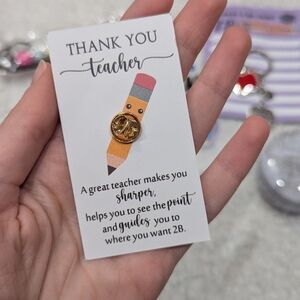 THANK YOU
teacher
A great teacher makes you
sharper,
helps you to see the point
and guides you to
where you want 2B.